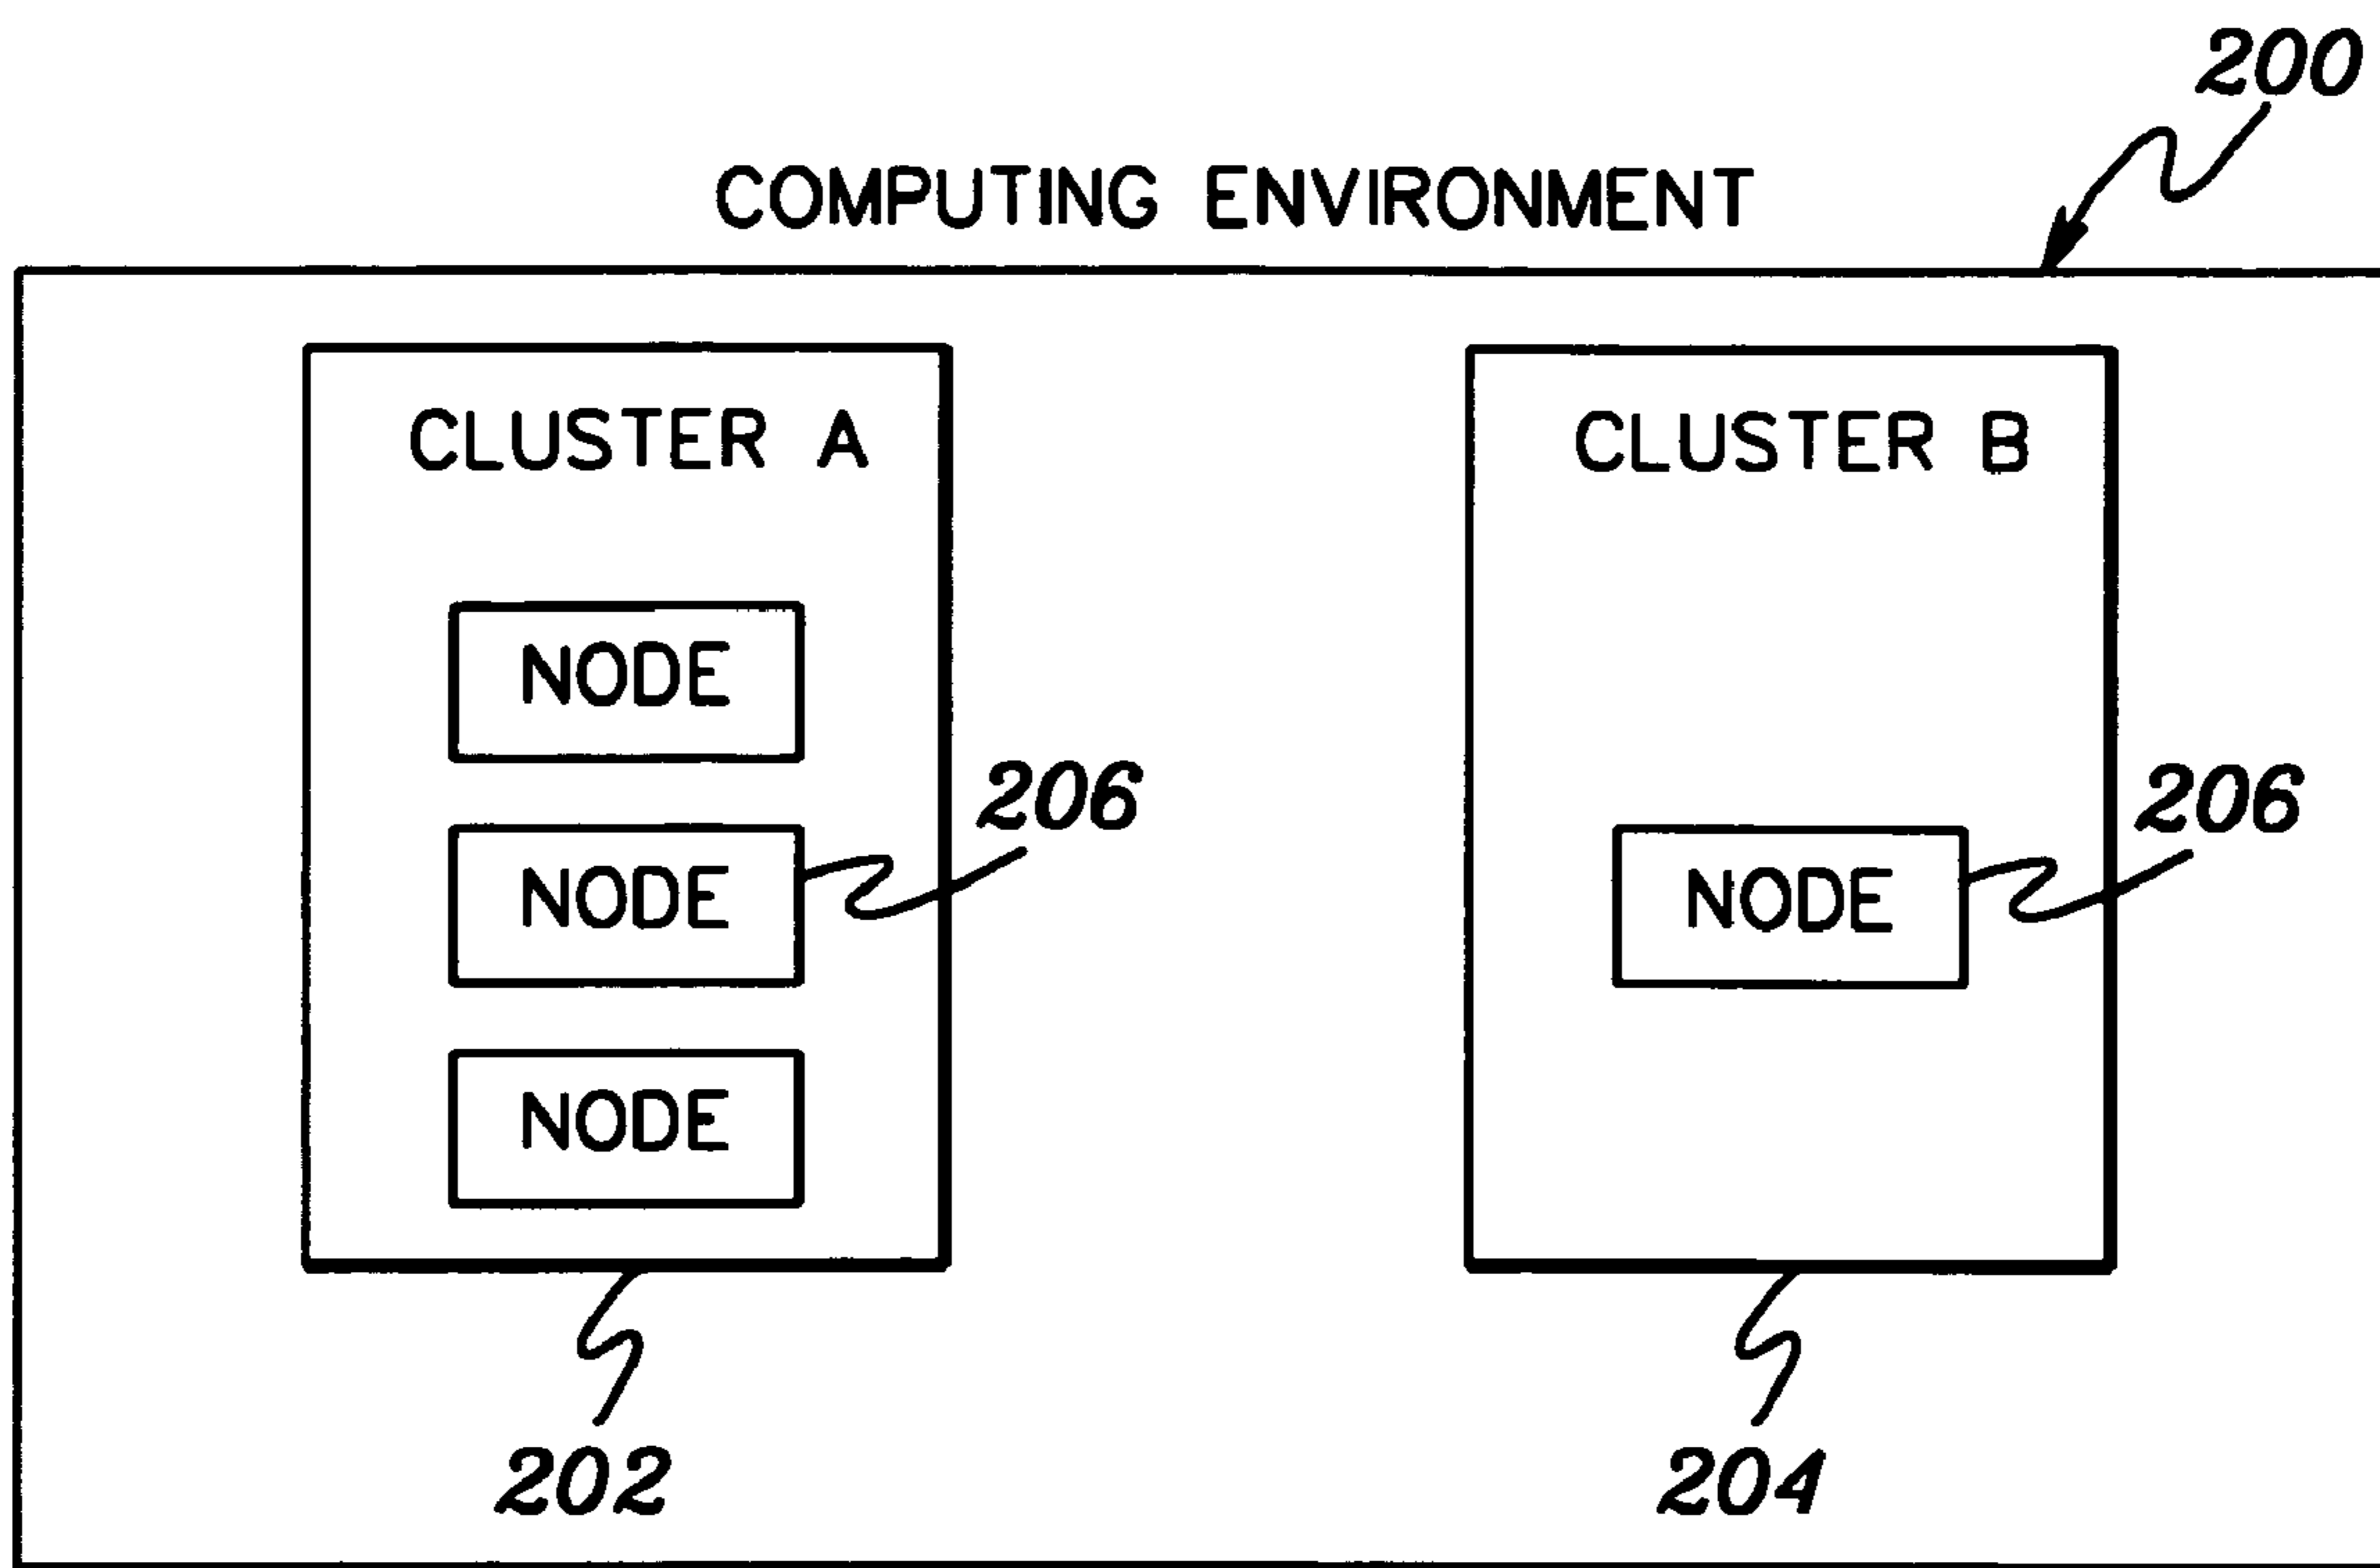 200
COMPUTING ENVIRONMENT
CLUSTER A
NODE
NODE
206
NODE
202
CLUSTER B
NODE
206
204